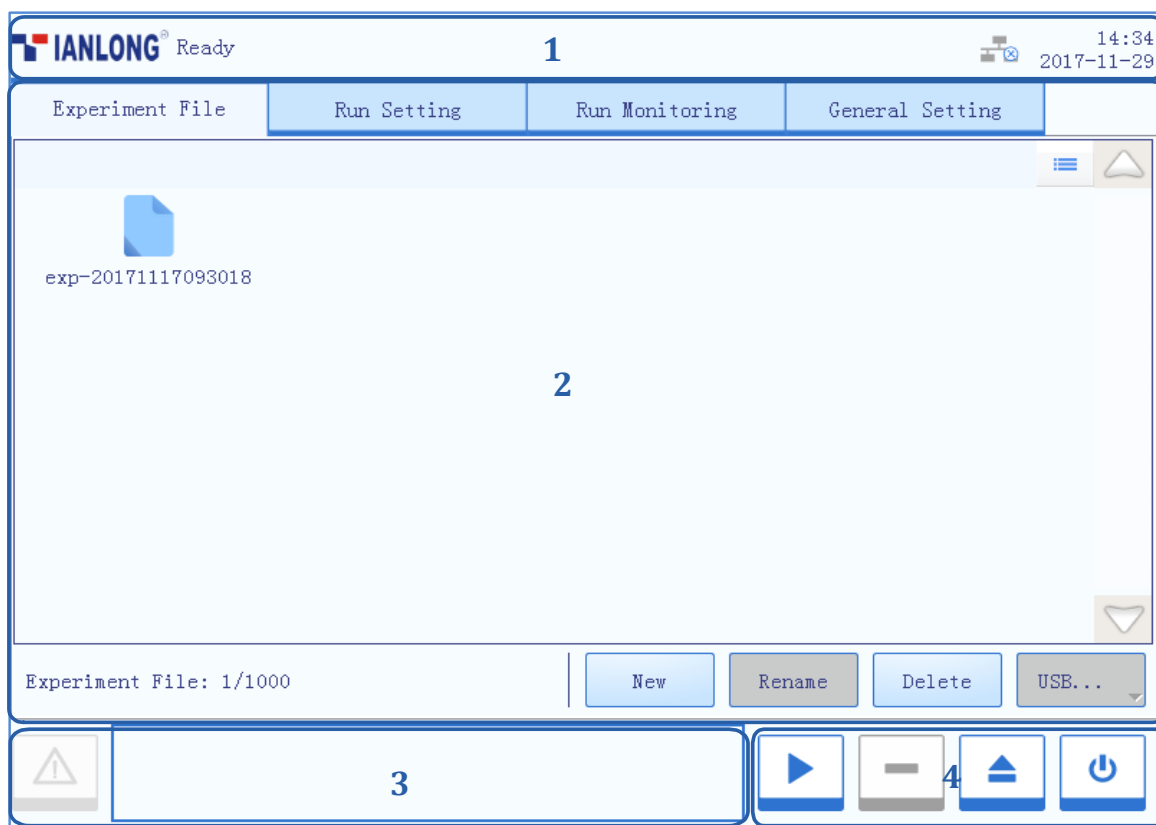 TIANLONG® Ready
1
14:34
2017-11-29
Experiment File
Run Setting
Run Monitoring
General Setting
exp-20171117093018
2
Experiment File: 1/1000
New
Rename
Delete
USB...
3
4